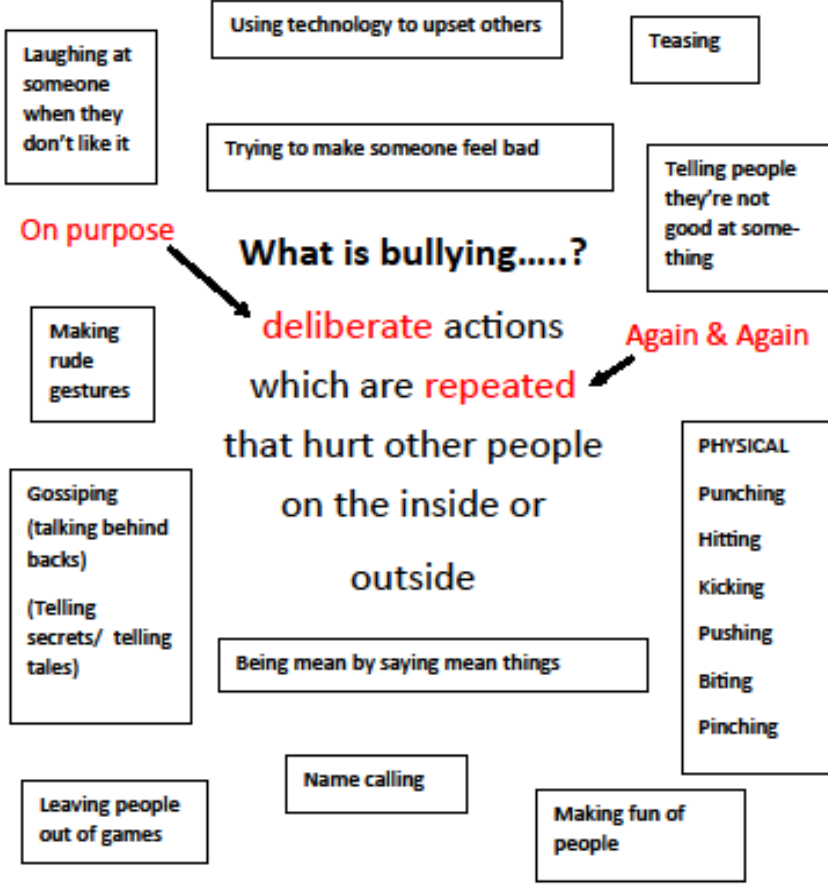 Using technology to upset others
Teasing
Laughing at
someone
when they
don't like it
Trying to make someone feel bad
Telling people
they're not
good at some-
thing
On purpose
What is bullying.....?
deliberate actions
Again & Again
which are repeated
that hurt other people
on the inside or
outside
Making
rude
gestures
PHYSICAL
Punching
Hitting
Kicking
Pushing
Biting
Pinching
Gossiping
(talking behind
backs)
(Telling
secrets/ telling
tales)
Being mean by saying mean things
Name calling
Leaving people
out of games
Making fun of
people